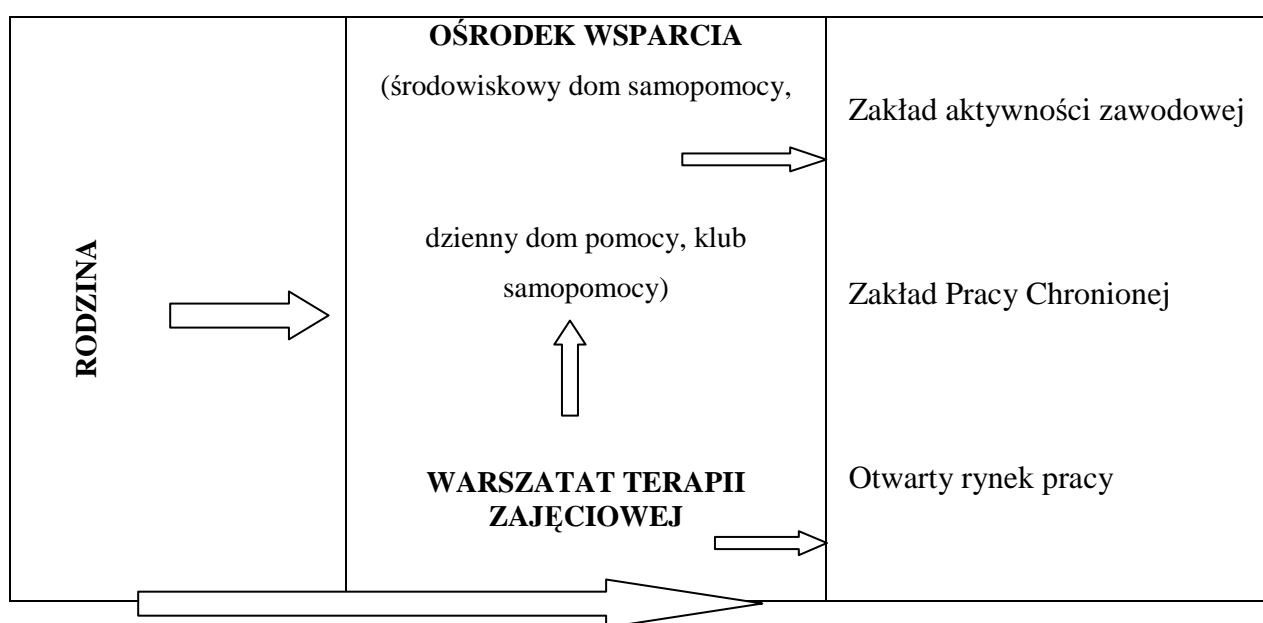 RODZINA
OŚRODEK WSPARCIA
(środowiskowy dom samopomocy,
dzienny dom pomocy, klub
samopomocy)
WARSZATAT TERAPII
ZAJĘCIOWEJ
Zakład aktywności zawodowej
Zakład Pracy Chronionej
Otwarty rynek pracy